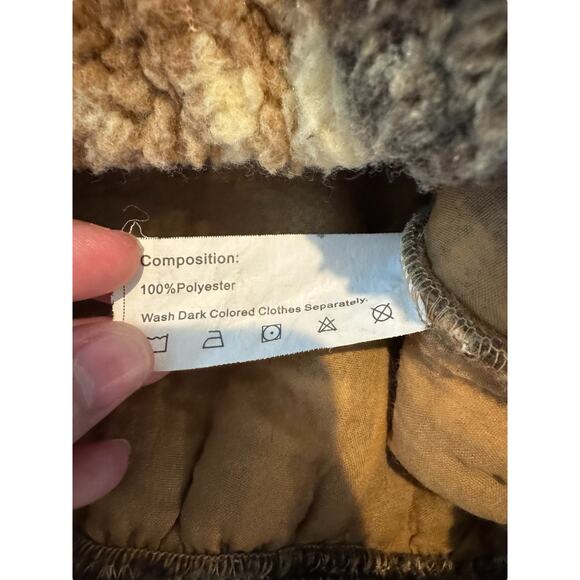 Composition:
100%Polyester
Wash Dark Colored Clothes Separately.